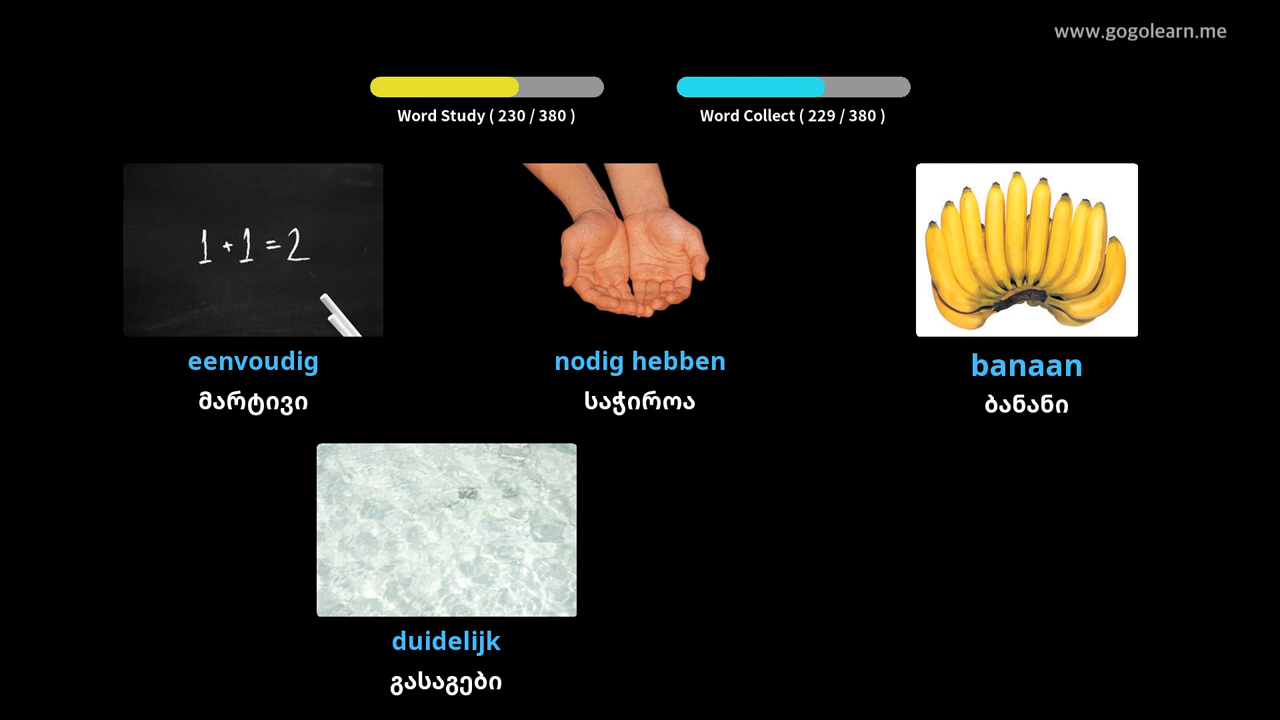 www.gogolearn.me
Word Study ( 230 / 380 )
Word Collect ( 229 / 380 )
1 + 1 = 2
eenvoudig
მარტივი
nodig hebben
საჭიროა
banaan
ბანანი
duidelijk
გასაგები